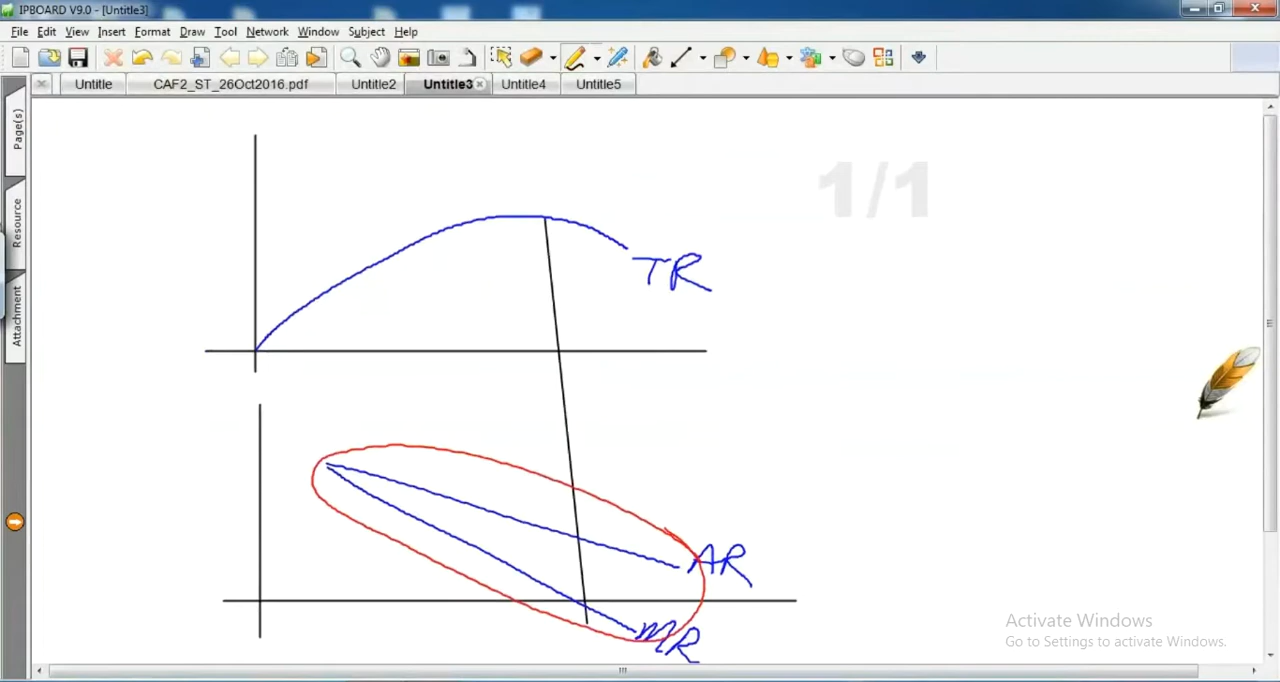 IPBOARD V9.0 - [Untitle3]
File Edit View Insert Format Draw Tool Network Window Subject Help
Untitle CAF2_ST_26Oct2016.pdf Untitle2 Untitle3 Untitle4 Untitle5
Page(s)
Resource
Attachment
1/1
TR
AR
MR
Activate Windows
Go to Settings to activate Windows.